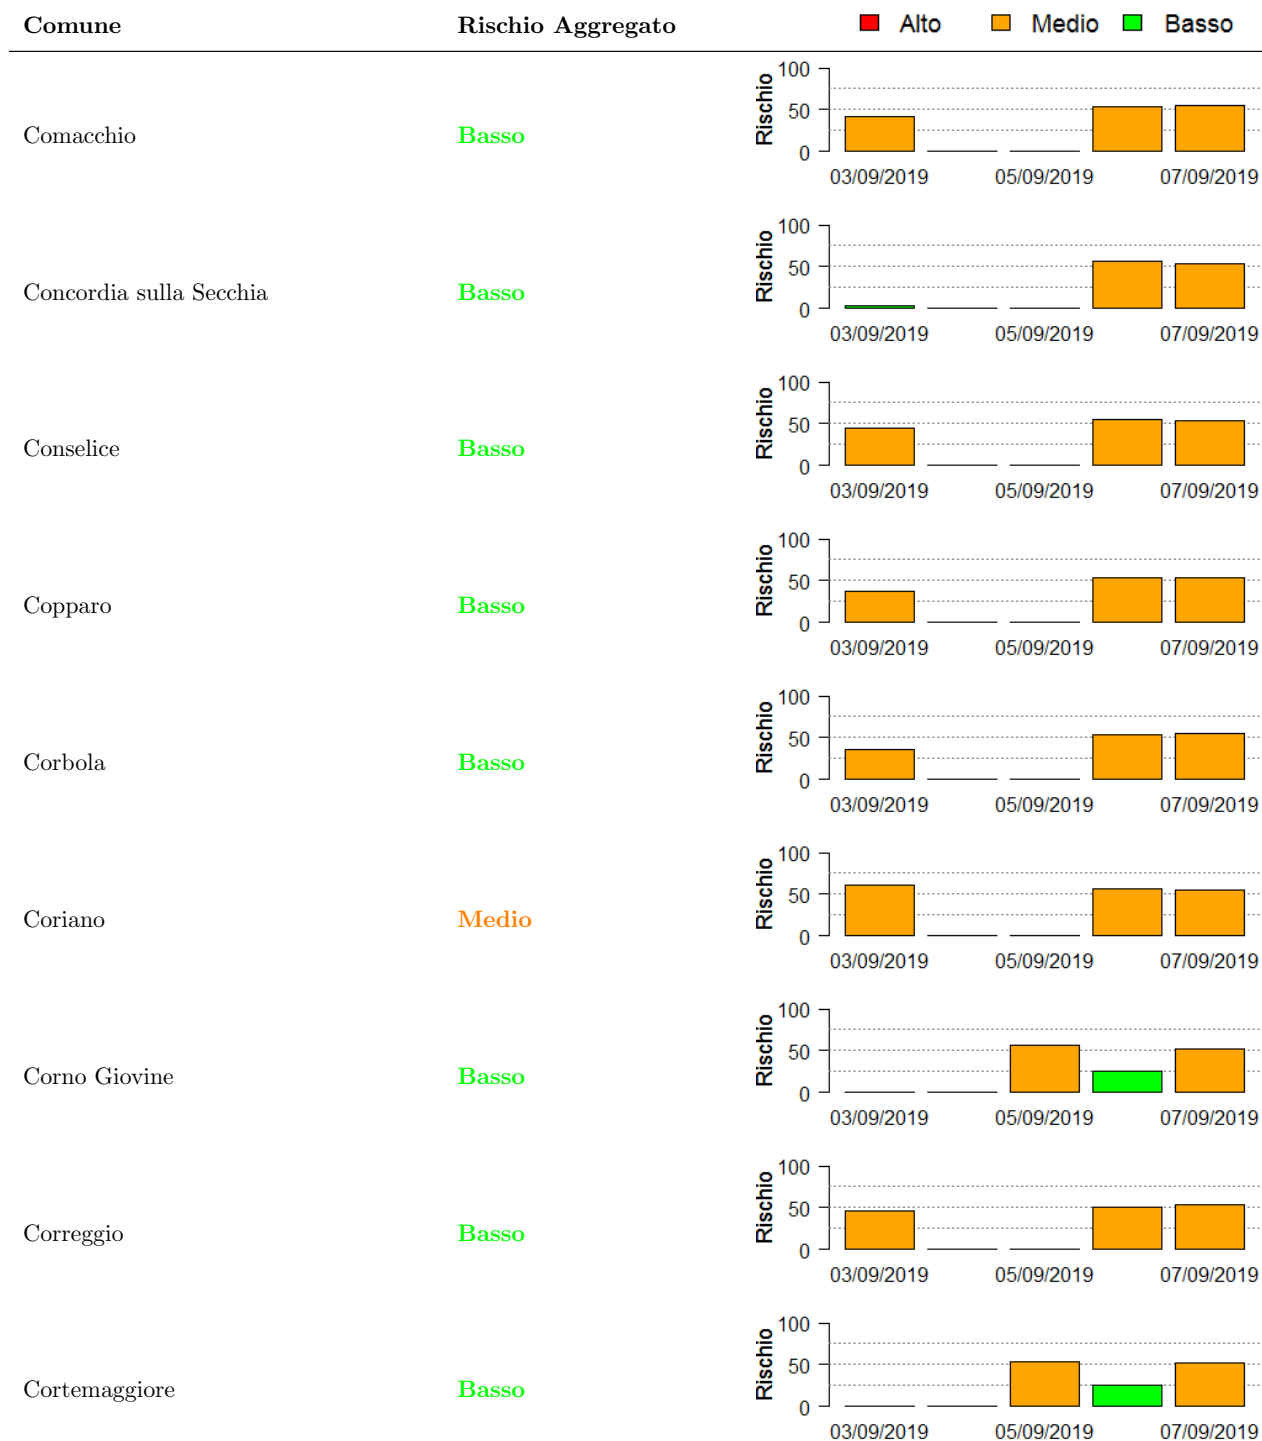 Comune Rischio Aggregato Alto Medio Basso
Comacchio Basso Rischio 100 50 0
03/09/2019 05/09/2019 07/09/2019
Concordia sulla Secchia Basso Rischio 100 50 0
03/09/2019 05/09/2019 07/09/2019
Conselice Basso Rischio 100 50 0
03/09/2019 05/09/2019 07/09/2019
Copparo Basso Rischio 100 50 0
03/09/2019 05/09/2019 07/09/2019
Corbola Basso Rischio 100 50 0
03/09/2019 05/09/2019 07/09/2019
Coriano Medio Rischio 100 50 0
03/09/2019 05/09/2019 07/09/2019
Corno Giovine Basso Rischio 100 50 0
03/09/2019 05/09/2019 07/09/2019
Correggio Basso Rischio 100 50 0
03/09/2019 05/09/2019 07/09/2019
Cortemaggiore Basso Rischio 100 50 0
03/09/2019 05/09/2019 07/09/2019